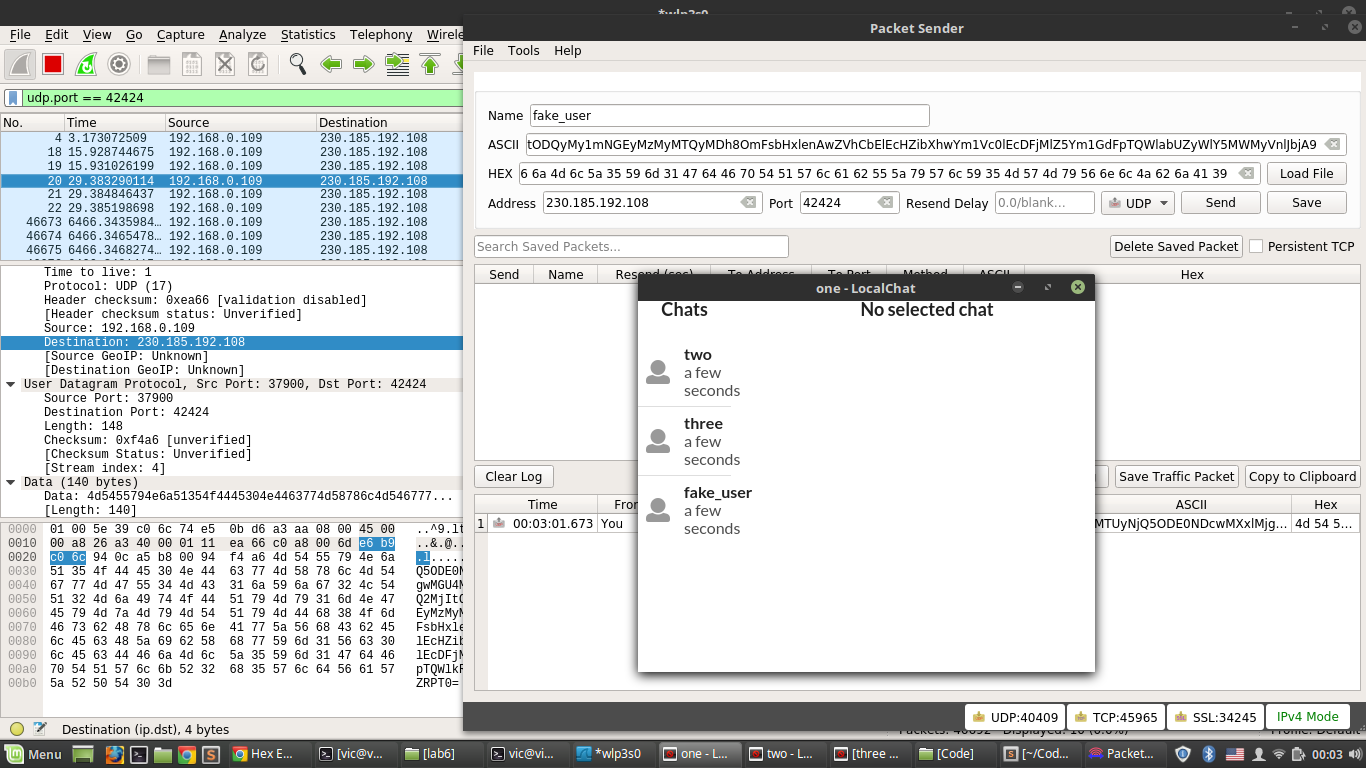 *wlp3s0
Packet Sender
File Edit View Go Capture Analyze Statistics Telephony Wirele
File Tools Help
udp.port == 42424
No. Time Source Destination
4 3.173072509 192.168.0.109 230.185.192.108
18 15.928744675 192.168.0.109 230.185.192.108
19 15.931026199 192.168.0.109 230.185.192.108
20 29.383290114 192.168.0.109 230.185.192.108
21 29.384846437 192.168.0.109 230.185.192.108
22 29.385198698 192.168.0.109 230.185.192.108
46673 6466.3435984… 192.168.0.109 230.185.192.108
46674 6466.3465478… 192.168.0.109 230.185.192.108
46675 6466.3468274… 192.168.0.109 230.185.192.108
Time to live: 1
Protocol: UDP (17)
Header checksum: 0xea66 [validation disabled]
[Header checksum status: Unverified]
Source: 192.168.0.109
Destination: 230.185.192.108
[Source GeoIP: Unknown]
[Destination GeoIP: Unknown]
User Datagram Protocol, Src Port: 37900, Dst Port: 42424
Source Port: 37900
Destination Port: 42424
Length: 148
Checksum: 0xf4a6 [unverified]
[Checksum Status: Unverified]
[Stream index: 4]
Data (140 bytes)
Data: 4d5455794e6a51354f4445304e4463774d58786c4d546777...
[Length: 140]
0000 01 00 5e 39 c0 6c 74 e5 0b d6 a3 aa 08 00 45 00 ..^9.lt
0010 00 a8 26 a3 40 00 01 11 ea 66 c0 a8 00 6d e6 b9 ..&.@..
0020 c0 6c 94 0c a5 b8 00 94 f4 a6 4d 54 55 79 4e 6a .l.....
0030 51 35 4f 44 45 30 4e 44 63 77 4d 58 78 6c 4d 54 Q5ODE0N
0040 67 77 4d 47 55 34 4d 43 31 6a 59 6a 67 32 4c 54 gwMGU4M
0050 51 32 4d 6a 49 74 4f 44 51 79 4d 79 31 6d 4e 47 Q2MjItO
0060 45 79 4d 7a 4d 79 4d 54 51 79 4d 44 68 38 4f 6d EyMzMyM
0070 46 73 62 48 78 6c 65 6e 41 77 5a 56 68 43 62 45 FsbHxle
0080 6c 45 63 48 5a 69 62 58 68 77 59 6d 31 56 63 30 lEcHZib
0090 6c 45 63 44 46 6a 4d 6c 5a 35 59 6d 31 47 64 46 lEcDFjM
00a0 70 54 51 57 6c 6b 52 32 68 35 57 6c 64 56 61 57 pTQWlkR
00b0 5a 52 50 54 30 3d ZRPT0=
Destination (ip.dst), 4 bytes
Name fake_user
ASCII tODQyMy1mNGEyMzMyMTQyMDh8OmFsbHxlenAwZVhCbElEcHZibXhwYm1Vc0lEcDFjMlZ5Ym1GdFpTQWlabUZyWlY5MWMyVnlJbjA9
HEX 6 6a 4d 6c 5a 35 59 6d 31 47 64 46 70 54 51 57 6c 61 62 55 5a 79 57 6c 59 35 4d 57 4d 79 56 6e 6c 4a 62 6a 41 39 Load File
Address 230.185.192.108 Port 42424 Resend Delay 0.0/blank... UDP Send Save
Search Saved Packets... Delete Saved Packet Persistent TCP
Send Name Resend (sec) To Address To Port Method ASCII Hex
one - LocalChat
Chats No selected chat
two
a few
seconds
three
a few
seconds
fake_user
a few
seconds
Clear Log Save Traffic Packet Copy to Clipboard
Time ASCII Hex
1 00:03:01.673 You MTUyNjQ5ODE0NDcwMXxlMjg... 4d 54 5...
UDP:40409 TCP:45965 SSL:34245 IPv4 Mode
Menu Hex E... [vic@v... [lab6] vic@vi... *wlp3s0 one - L... two - L... [three ... [Code] [~/Cod... Packet... 00:03